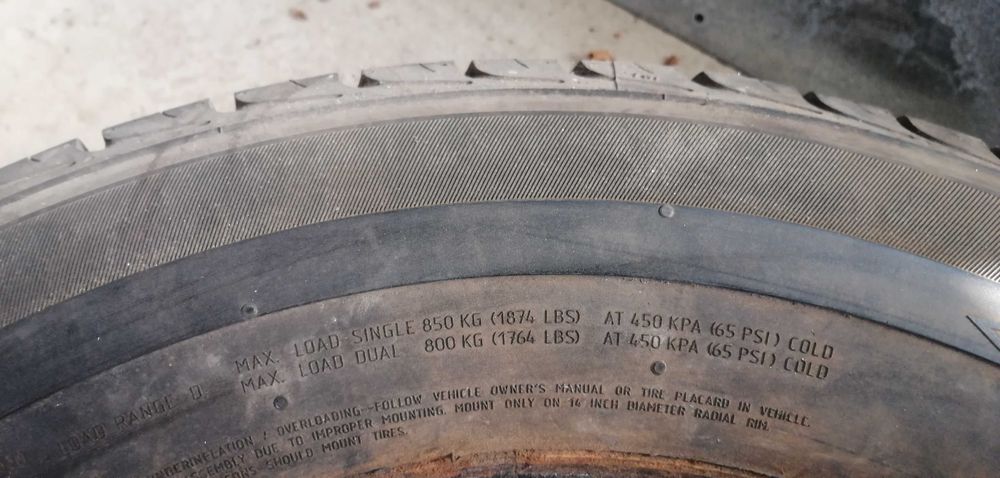 LOAD RANGE D MAX. LOAD SINGLE 850 KG (1874 LBS) AT 450 KPA (65 PSI) COLD
MAX. LOAD DUAL 800 KG (1764 LBS) AT 450 KPA (65 PSI) COLD
UNDERINFLATION / OVERLOADING--FOLLOW VEHICLE OWNER'S MANUAL OR TIRE PLACARD IN VEHICLE.
DUE TO IMPROPER MOUNTING. MOUNT ONLY ON 14 INCH DIAMETER RADIAL RIM.
SHOULD MOUNT TIRES.